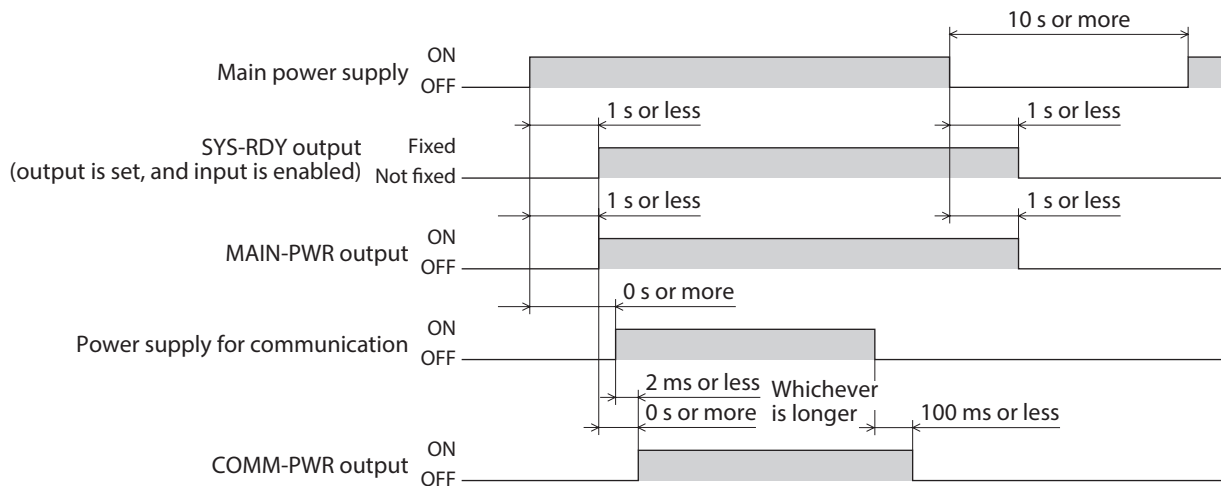 10 s or more
Main power supply
ON
OFF
1 s or less
1 s or less
SYS-RDY output
(output is set, and input is enabled)
Fixed
Not fixed
1 s or less
1 s or less
MAIN-PWR output
ON
OFF
0 s or more
Power supply for communication
ON
OFF
2 ms or less
0 s or more
Whichever
is longer
100 ms or less
COMM-PWR output
ON
OFF